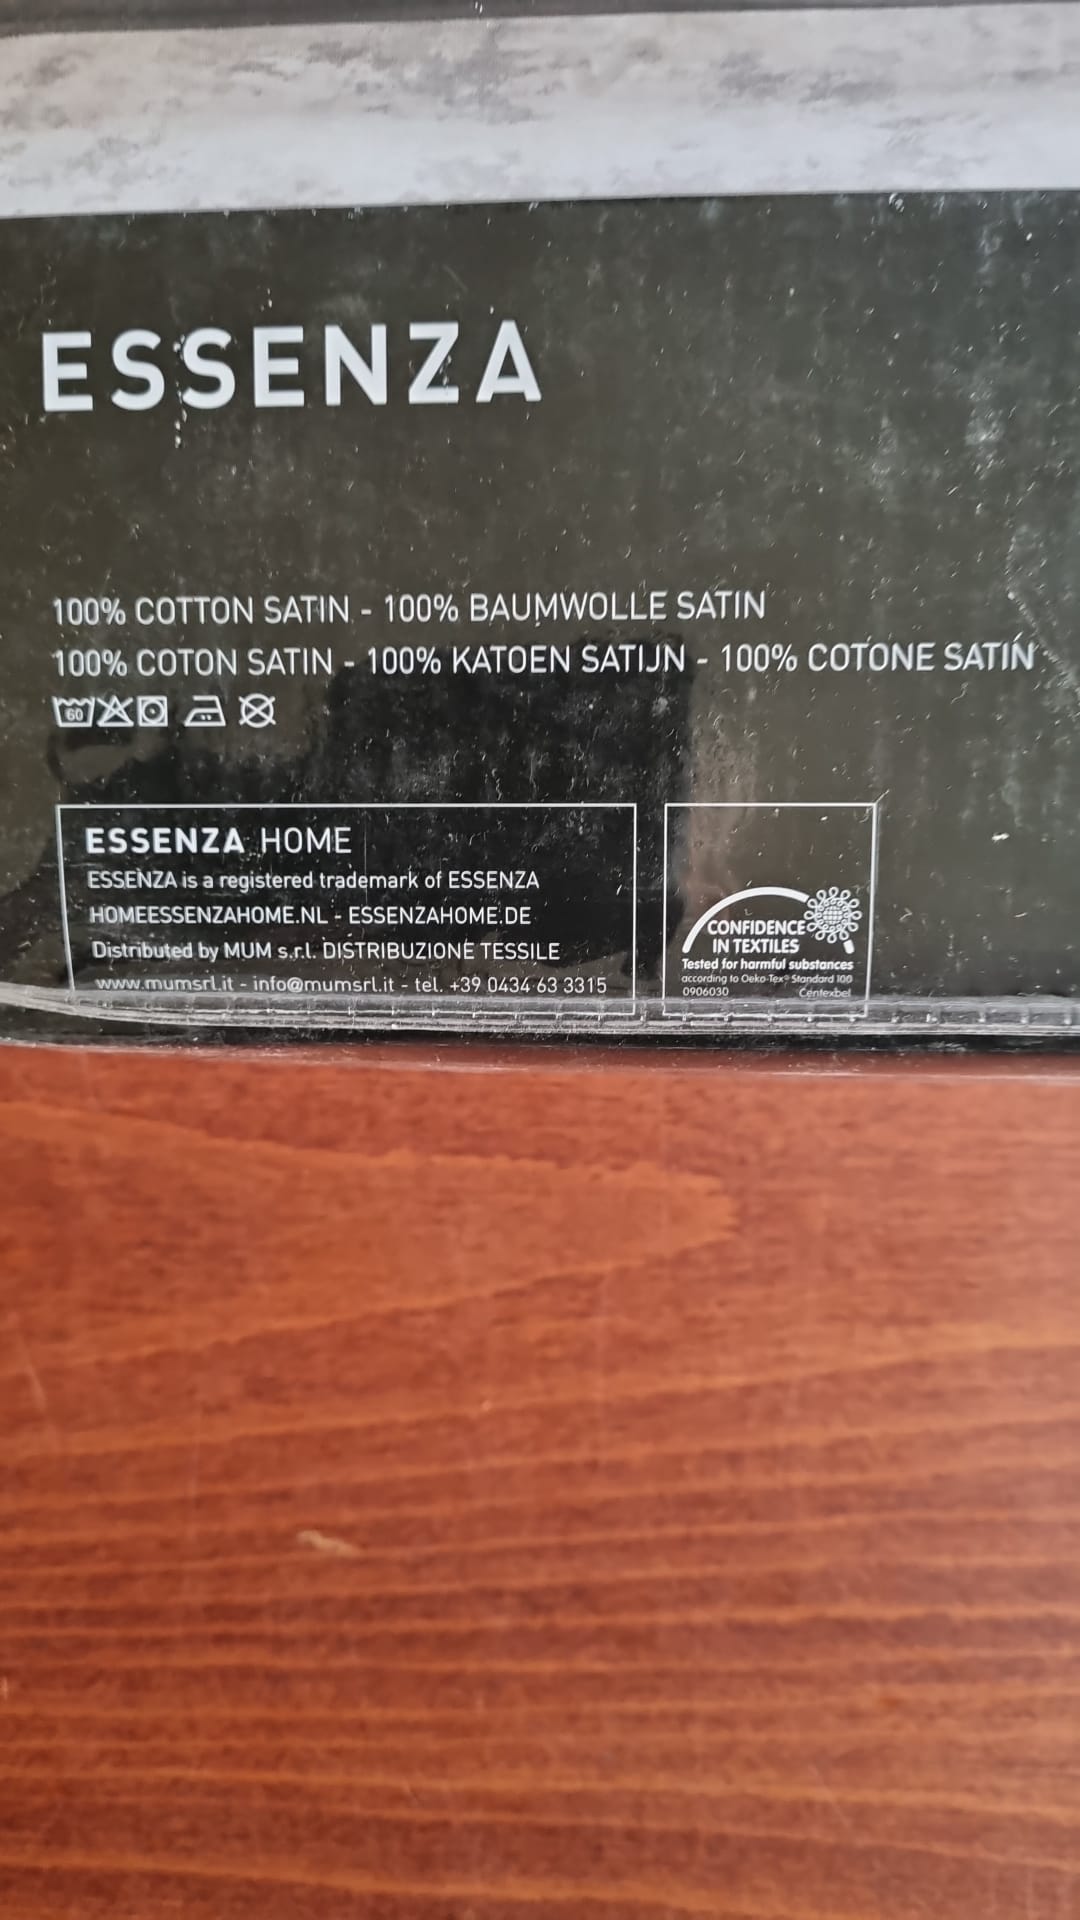 ESSENZA
100% COTTON SATIN - 100% BAUMWOLLE SATIN
100% COTON SATIN - 100% KATOEN SATIJN - 100% COTONE SATIN
60
ESSENZA HOME
ESSENZA is a registered trademark of ESSENZA
HOMEESSENZAHOME.NL - ESSENZAHOME.DE
Distributed by MUM s.r.l. DISTRIBUZIONE TESSILE
www.mumsrl.it - info@mumsrl.it - tel. +39 0434 63 3315
CONFIDENCE
IN TEXTILES
Tested for harmful substances
according to Oeko-Tex® Standard 100
0906030 Centexbel